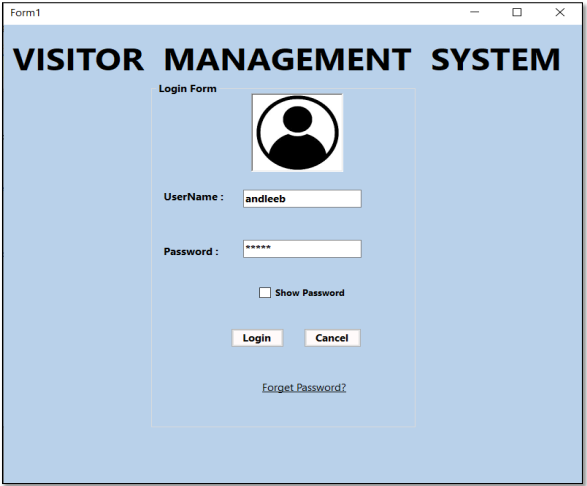 Form1
VISITOR MANAGEMENT SYSTEM
Login Form
UserName : andleeb
Password : *****
Show Password
Login Cancel
Forget Password?